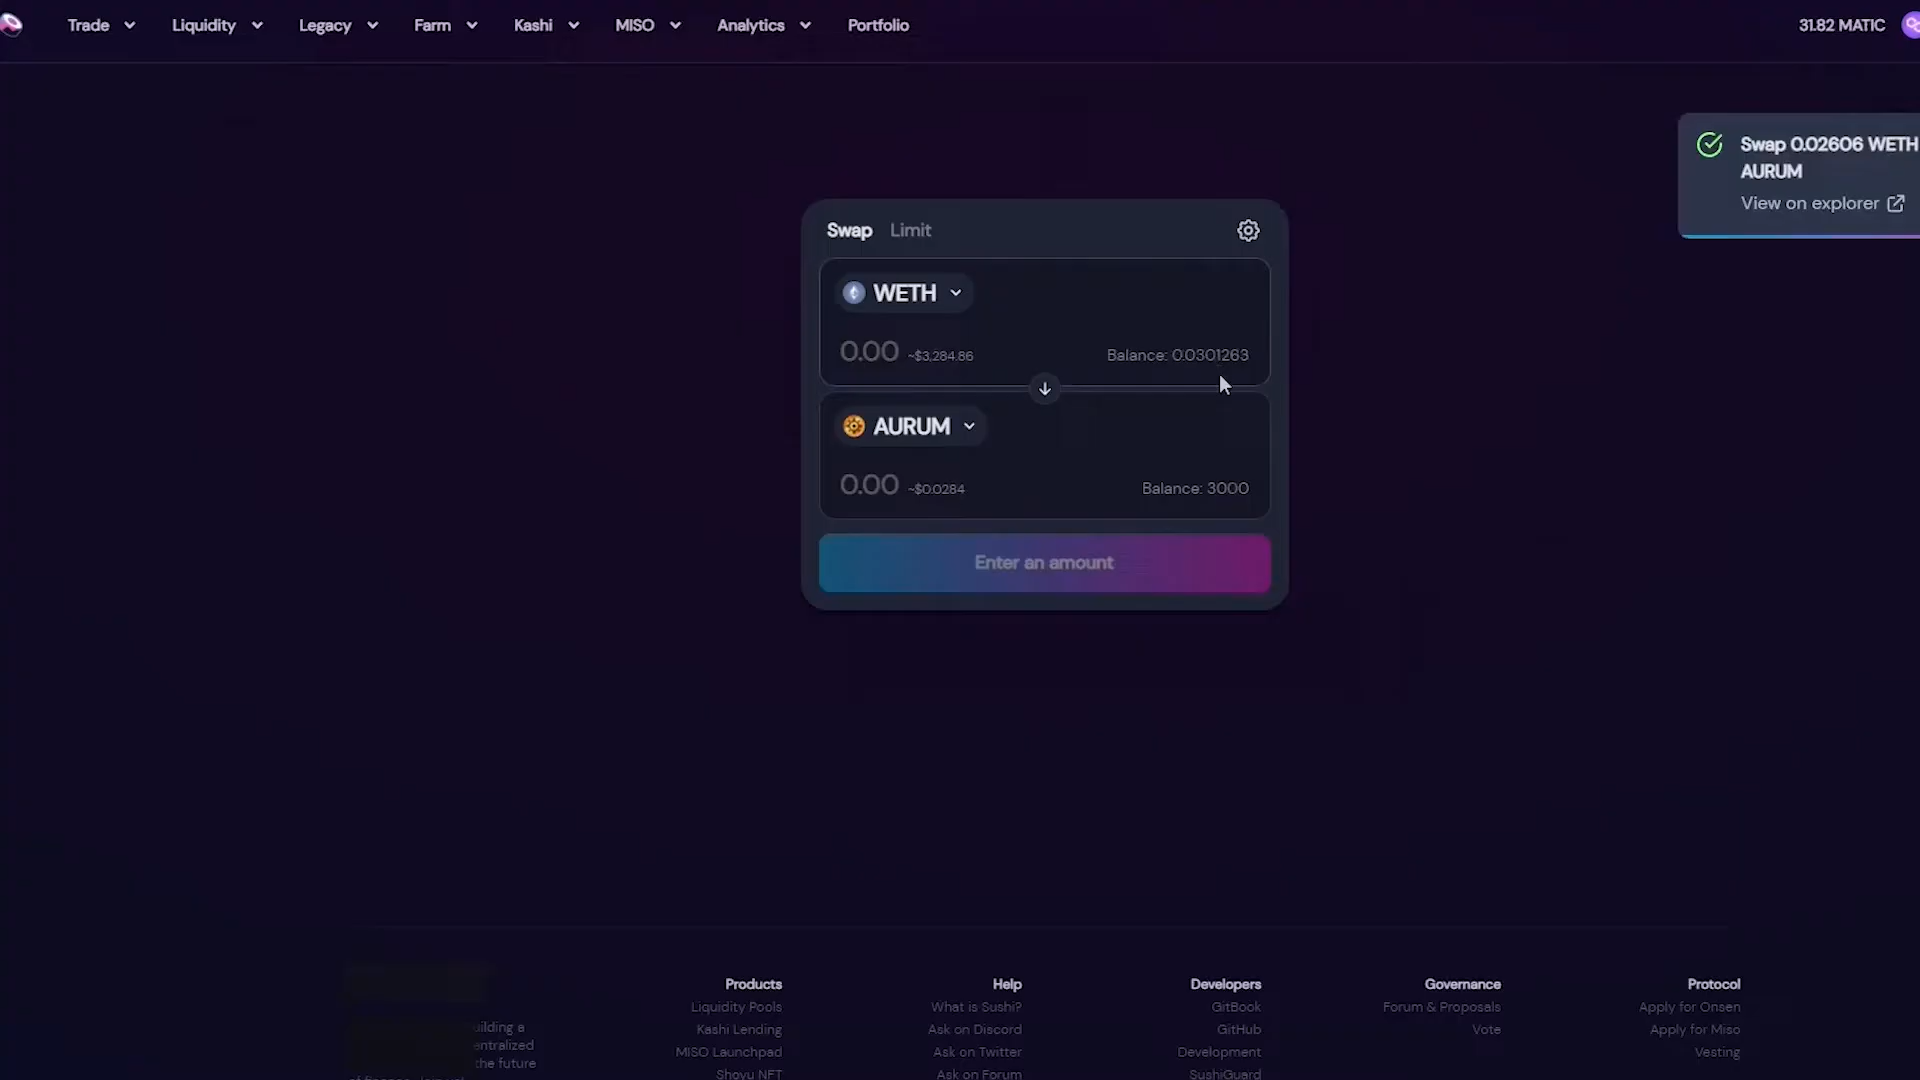 Trade Liquidity Legacy Farm Kashi MISO Analytics Portfolio 31.82 MATIC
Swap 0.02606 WETH
AURUM
View on explorer
Swap Limit
WETH
0.00 ~$3,284.86 Balance: 0.0301263
AURUM
0.00 ~$0.0284 Balance: 3000
Enter an amount
Products Help Developers Governance Protocol
Liquidity Pools What is Sushi? GitBook Forum & Proposals Apply for Onsen
Kashi Lending Ask on Discord GitHub Vote Apply for Miso
MISO Launchpad Ask on Twitter Development Vesting
Shoyu NFT Ask on Forum SushiGuard
uilding a
entralized
the future